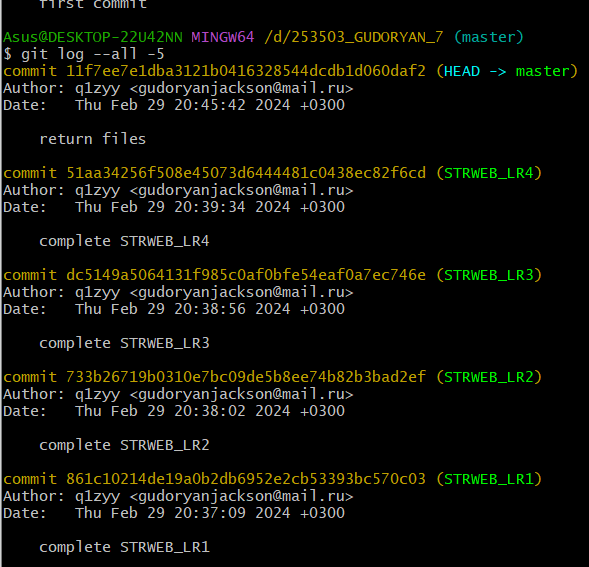 first commit
Asus@DESKTOP-22U42NN MINGW64 /d/253503_GUDORYAN_7 (master)
$ git log --all -5
commit 11f7ee7e1dba3121b0416328544dcdb1d060daf2 (HEAD -> master)
Author: q1zyy <gudoryanjackson@mail.ru>
Date:   Thu Feb 29 20:45:42 2024 +0300
return files
commit 51aa34256f508e45073d6444481c0438ec82f6cd (STRWEB_LR4)
Author: q1zyy <gudoryanjackson@mail.ru>
Date:   Thu Feb 29 20:39:34 2024 +0300
complete STRWEB_LR4
commit dc5149a5064131f985c0af0bfe54eaf0a7ec746e (STRWEB_LR3)
Author: q1zyy <gudoryanjackson@mail.ru>
Date:   Thu Feb 29 20:38:56 2024 +0300
complete STRWEB_LR3
commit 733b26719b0310e7bc09de5b8ee74b82b3bad2ef (STRWEB_LR2)
Author: q1zyy <gudoryanjackson@mail.ru>
Date:   Thu Feb 29 20:38:02 2024 +0300
complete STRWEB_LR2
commit 861c10214de19a0b2db6952e2cb53393bc570c03 (STRWEB_LR1)
Author: q1zyy <gudoryanjackson@mail.ru>
Date:   Thu Feb 29 20:37:09 2024 +0300
complete STRWEB_LR1